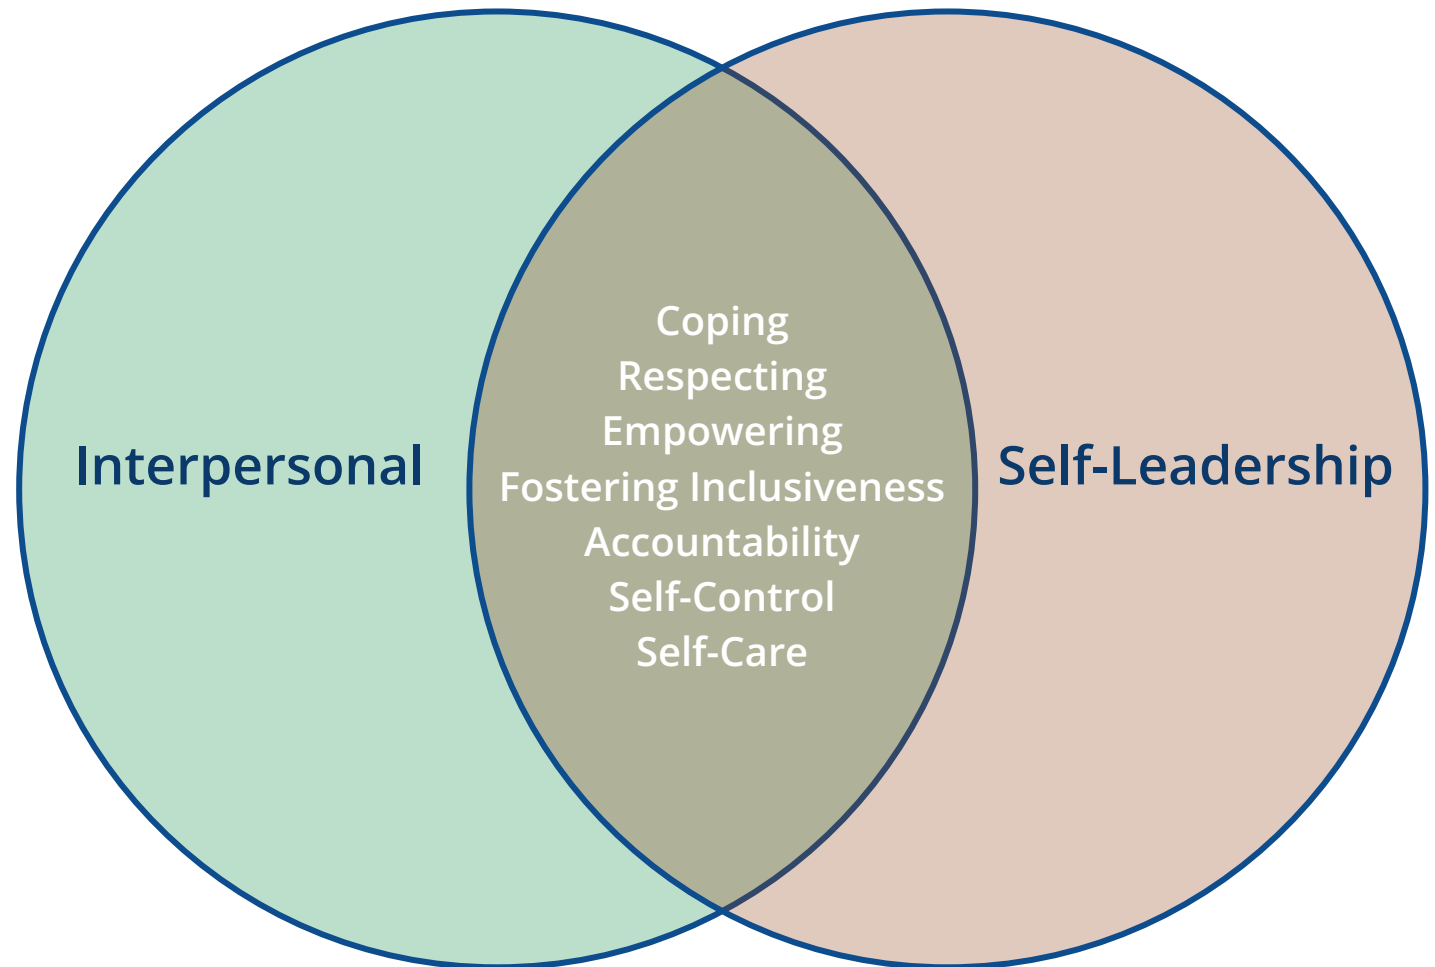 Coping
Respecting
Empowering
Fostering Inclusiveness
Accountability
Self-Control
Self-Care
Interpersonal
Self-Leadership